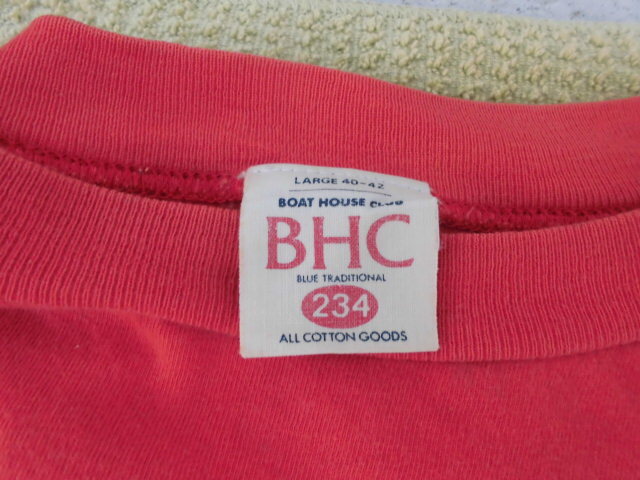 LARGE 40-42
BOAT HOUSE CLUB
BHC
BLUE TRADITIONAL
234
ALL COTTON GOODS